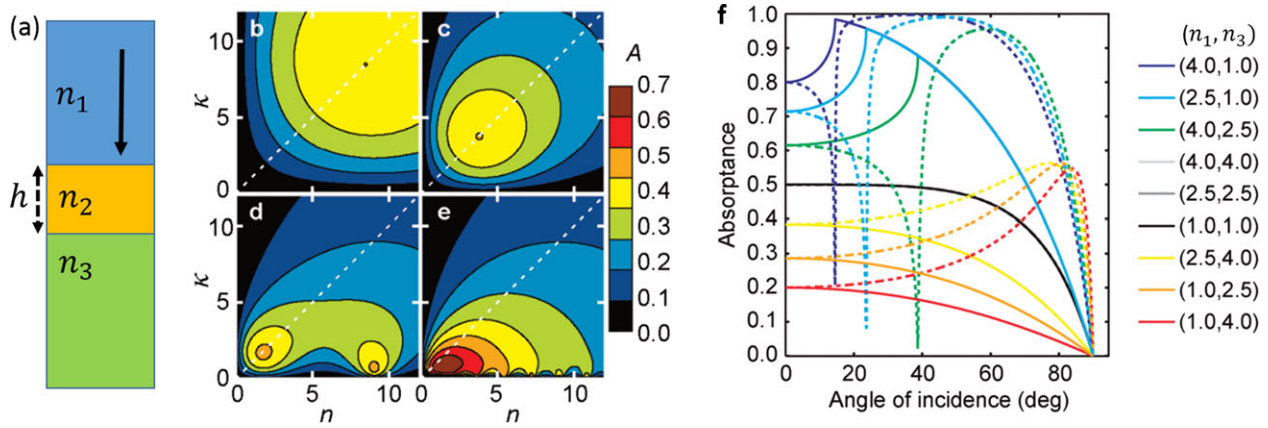 (a)
n₁
h
n₂
n₃
b
c
d
e
κ
10
5
0
κ
10
5
0
0
5
10
0
5
10
n
n
A
0.7
0.6
0.5
0.4
0.3
0.2
0.1
0.0
f
Absorptance
1.0
0.9
0.8
0.7
0.6
0.5
0.4
0.3
0.2
0.1
0.0
0
20
40
60
80
Angle of incidence (deg)
(n₁, n₃)
(4.0,1.0)
(2.5,1.0)
(4.0,2.5)
(4.0,4.0)
(2.5,2.5)
(1.0,1.0)
(2.5,4.0)
(1.0,2.5)
(1.0,4.0)